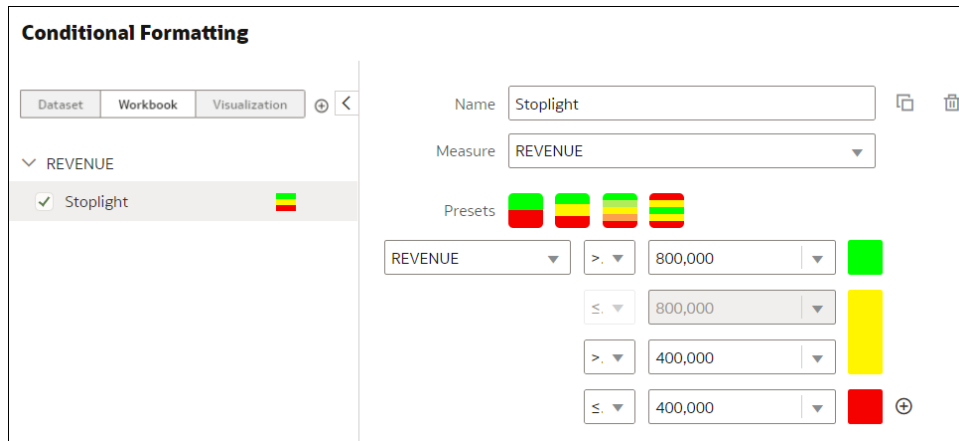 Conditional Formatting
Dataset Workbook Visualization
Name Stoplight
Measure REVENUE
REVENUE
Stoplight
Presets
REVENUE >. 800,000
≤. 800,000
>. 400,000
≤. 400,000